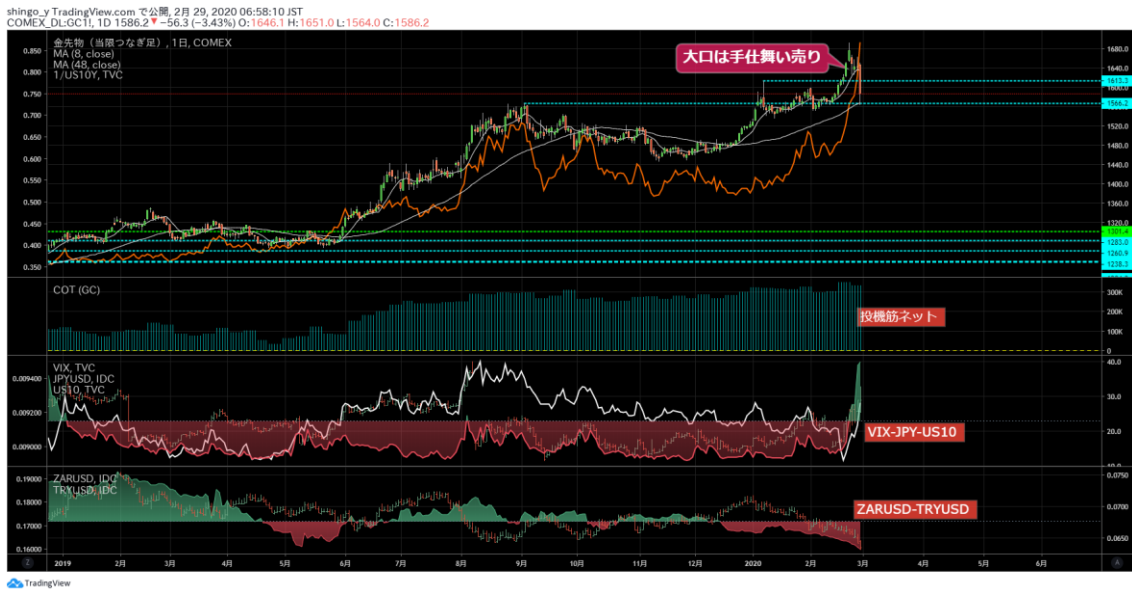 shingo_y TradingView.com で公開, 2月 29, 2020 06:58:10 JST
COMEX_DL:GC1!, 1D 1586.2 ▼ −56.3 (−3.43%) O:1646.1 H:1651.0 L:1564.0 C:1586.2
金先物（当限つなぎ足）, 1日, COMEX
MA (8, close)
MA (48, close)
1/US10Y, TVC
大口は手仕舞い売り
0.850
0.800
0.750
0.700
0.650
0.600
0.550
0.500
0.450
0.400
0.350
1680.0
1640.0
1613.3
1600.0
1566.2
1520.0
1480.0
1440.0
1400.0
1360.0
1320.0
1301.4
1283.0
1260.9
1238.3
COT (GC)
投機筋ネット
300K
200K
100K
0
VIX, TVC
JPYUSD, IDC
US10, TVC
VIX-JPY-US10
0.009400
0.009200
0.009000
40.0
30.0
20.0
10.0
ZARUSD, IDC
TRYUSD, IDC
ZARUSD-TRYUSD
0.19000
0.18000
0.17000
0.16000
0.0750
0.0700
0.0650
Z 2019 2月 3月 4月 5月 6月 7月 8月 9月 10月 11月 12月 2020 2月 3月 4月 5月 6月 A
TradingView